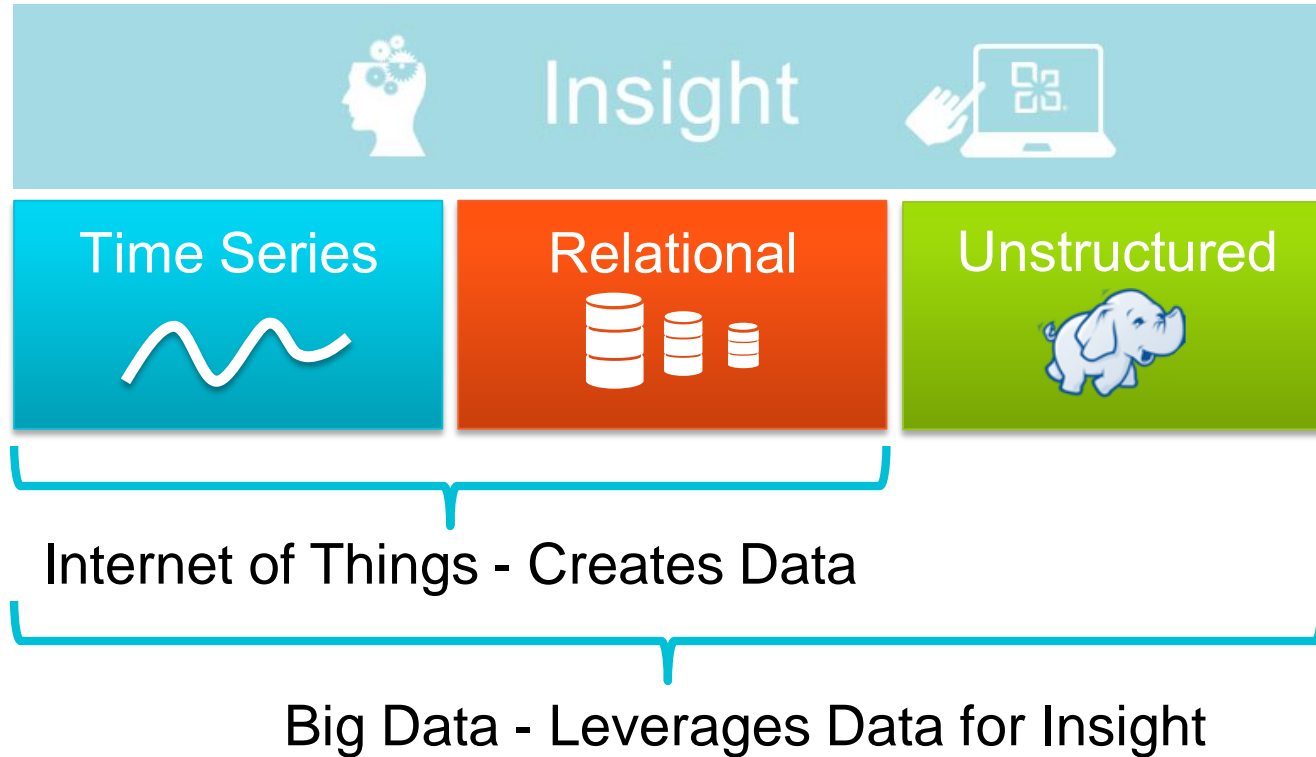 Insight
Time Series
Relational
Unstructured
Internet of Things - Creates Data
Big Data - Leverages Data for Insight